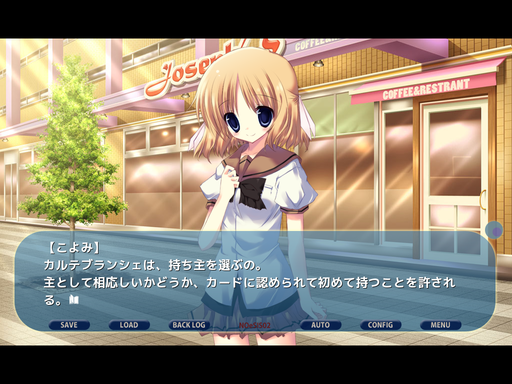 Joseph's
COFFEE&RESTRANT
【こよみ】
カルテブランシェは、持ち主を選ぶの。
主として相応しいかどうか、カードに認められて初めて持つことを許され
る。
SAVE LOAD BACK LOG AUTO CONFIG MENU